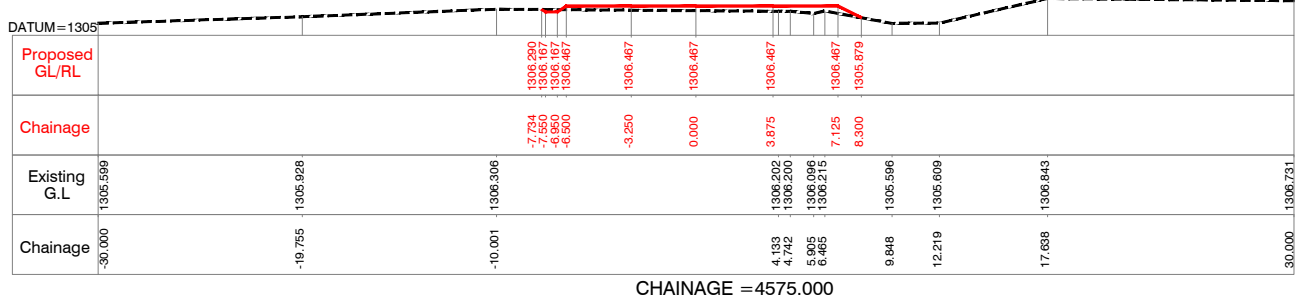 DATUM=1305
Proposed
GL/RL
1306.290 1306.167 1306.167 1306.467 1306.467 1306.467 1306.467 1306.467 1305.879
Chainage
-7.734 -7.550 -6.950 -6.500 -3.250 0.000 3.875 7.125 8.300
Existing
G.L
1305.599 1305.928 1306.306 1306.202 1306.200 1306.096 1306.215 1305.596 1305.609 1306.843 1306.731
Chainage
-30.000 -19.755 -10.001 4.133 4.742 5.905 6.465 9.848 12.219 17.638 30.000
CHAINAGE =4575.000